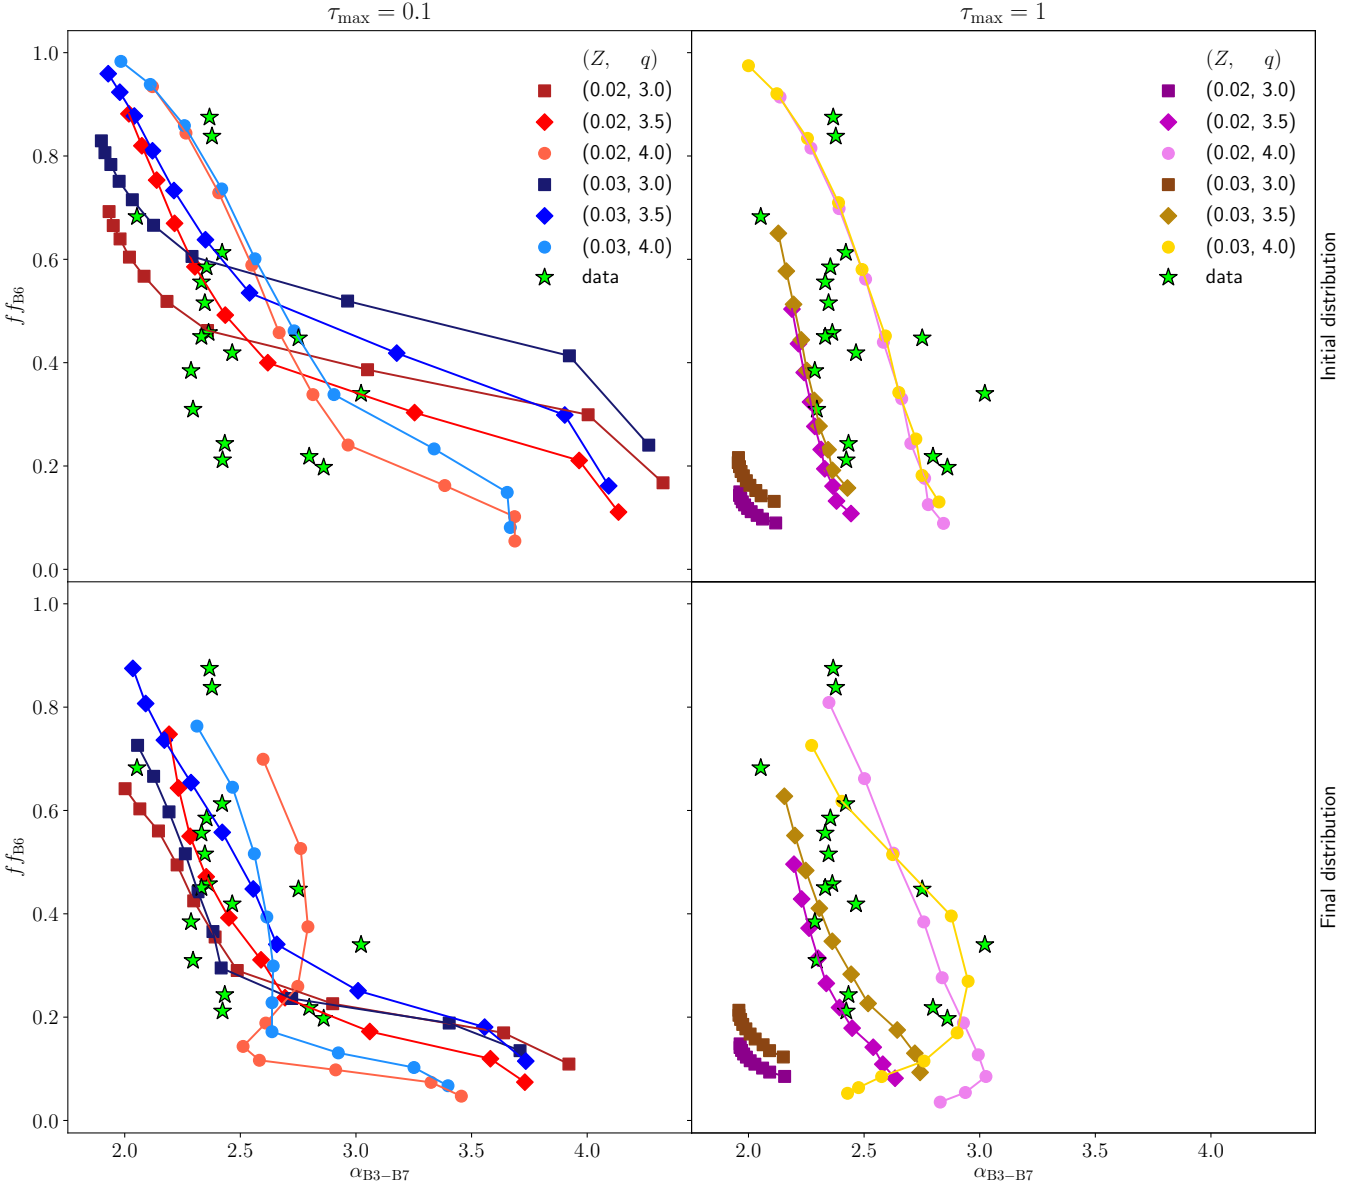 τmax = 0.1
τmax = 1
1.0
0.8
0.6
0.4
0.2
0.0
ffB6
(Z, q)
(0.02, 3.0)
(0.02, 3.5)
(0.02, 4.0)
(0.03, 3.0)
(0.03, 3.5)
(0.03, 4.0)
data
(Z, q)
(0.02, 3.0)
(0.02, 3.5)
(0.02, 4.0)
(0.03, 3.0)
(0.03, 3.5)
(0.03, 4.0)
data
Initial distribution
1.0
0.8
0.6
0.4
0.2
0.0
ffB6
Final distribution
2.0 2.5 3.0 3.5 4.0
αB3−B7
2.0 2.5 3.0 3.5 4.0
αB3−B7